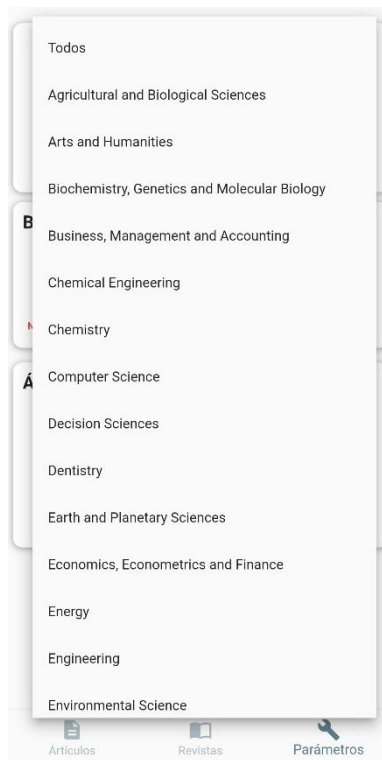 Todos
Agricultural and Biological Sciences
Arts and Humanities
Biochemistry, Genetics and Molecular Biology
B
Business, Management and Accounting
Chemical Engineering
N
Chemistry
Computer Science
Á
Decision Sciences
Dentistry
Earth and Planetary Sciences
Economics, Econometrics and Finance
Energy
Engineering
Environmental Science
Artículos
Revistas
Parámetros